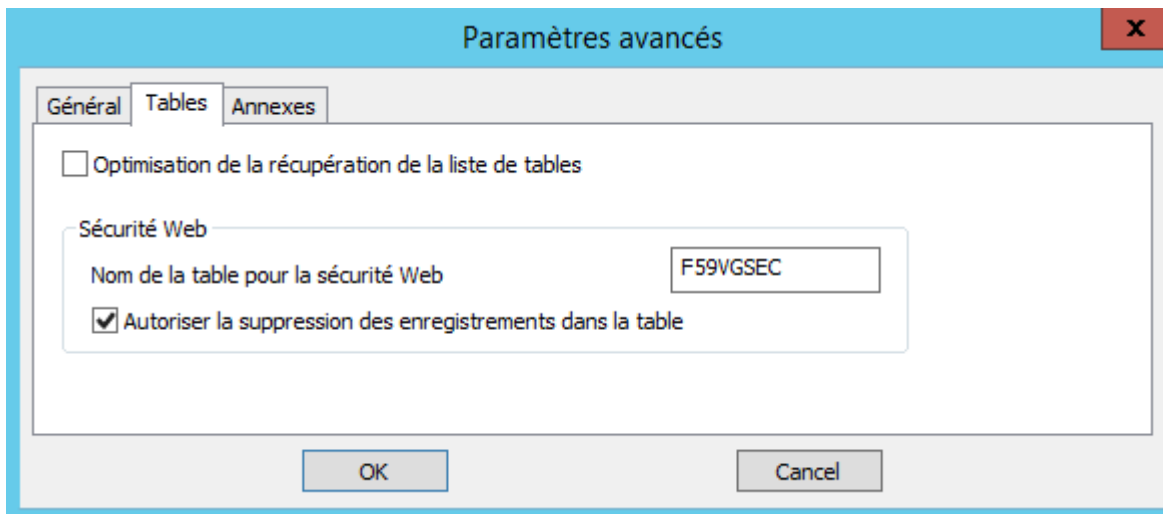 Paramètres avancés
x
Général Tables Annexes
Optimisation de la récupération de la liste de tables
Sécurité Web
Nom de la table pour la sécurité Web F59VGSEC
Autoriser la suppression des enregistrements dans la table
OK Cancel